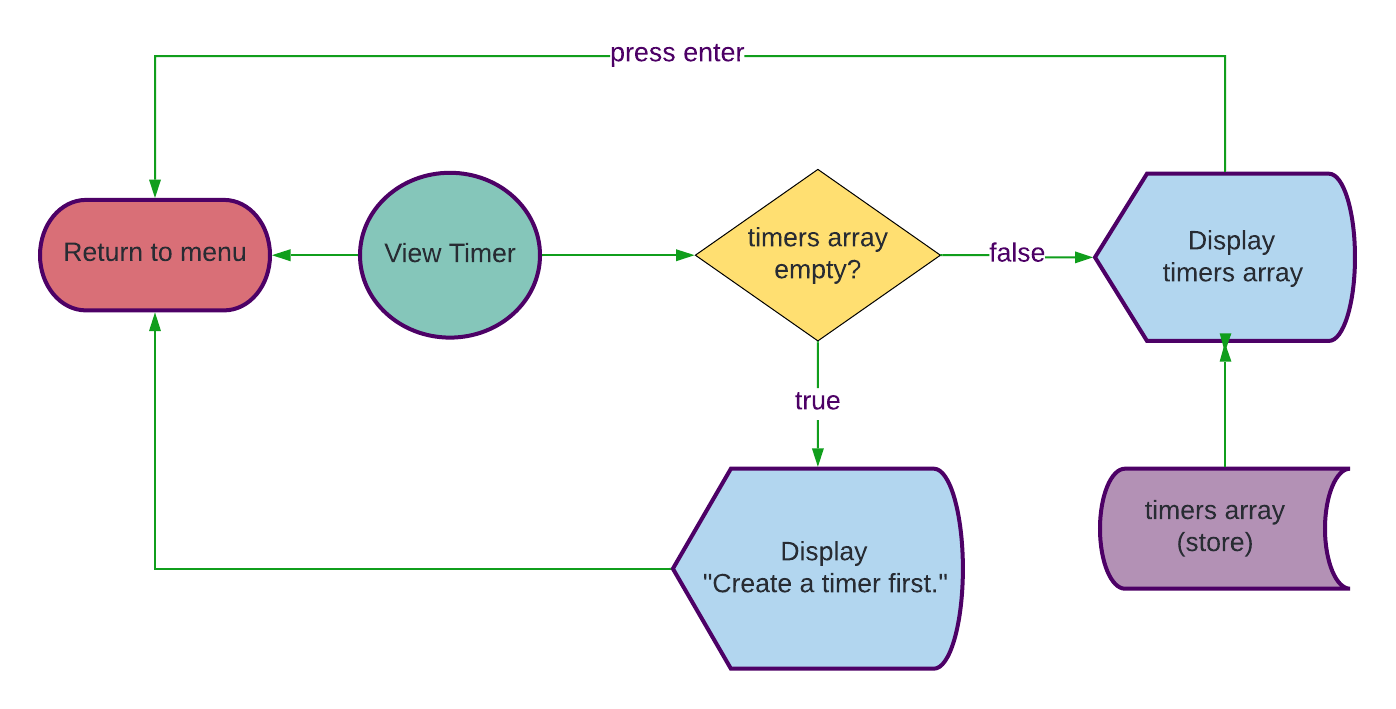 press enter
Return to menu
View Timer
timers array
empty?
false
Display
timers array
true
Display
"Create a timer first."
timers array
(store)